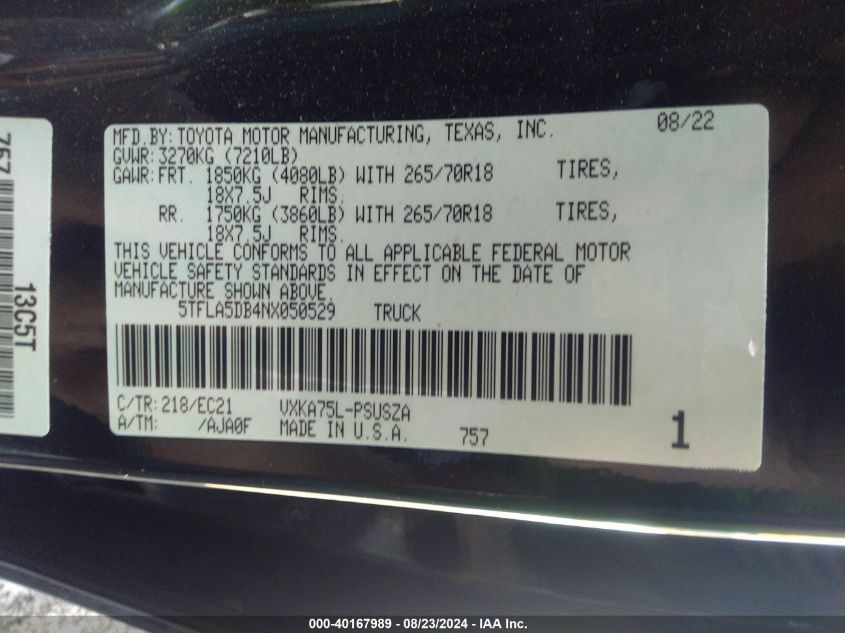 MFD.BY:TOYOTA MOTOR MANUFACTURING, TEXAS, INC. 08/22
GVWR:3270KG (7210LB)
GAWR:FRT. 1850KG (4080LB) WITH 265/70R18 TIRES,
18X7.5J RIMS.
RR. 1750KG (3860LB) WITH 265/70R18 TIRES,
18X7.5J RIMS.
THIS VEHICLE CONFORMS TO ALL APPLICABLE FEDERAL MOTOR
VEHICLE SAFETY STANDARDS IN EFFECT ON THE DATE OF
MANUFACTURE SHOWN ABOVE.
5TFLA5DB4NX050529 TRUCK
C/TR:218/EC21 VXKA75L-PSUSZA
A/TM: /AJA0F MADE IN U.S.A. 757 1
757
13C5T
000-40167989 - 08/23/2024 - IAA Inc.